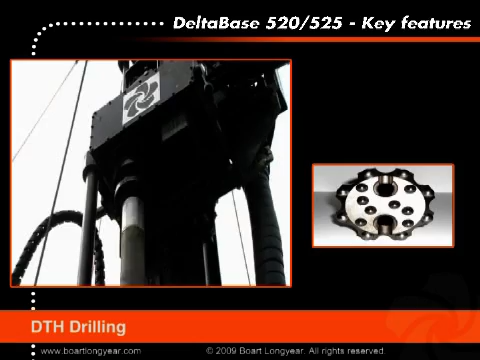 DeltaBase 520/525 - Key features
DTH Drilling
www.boartlongyear.com
© 2009 Boart Longyear. All rights reserved.